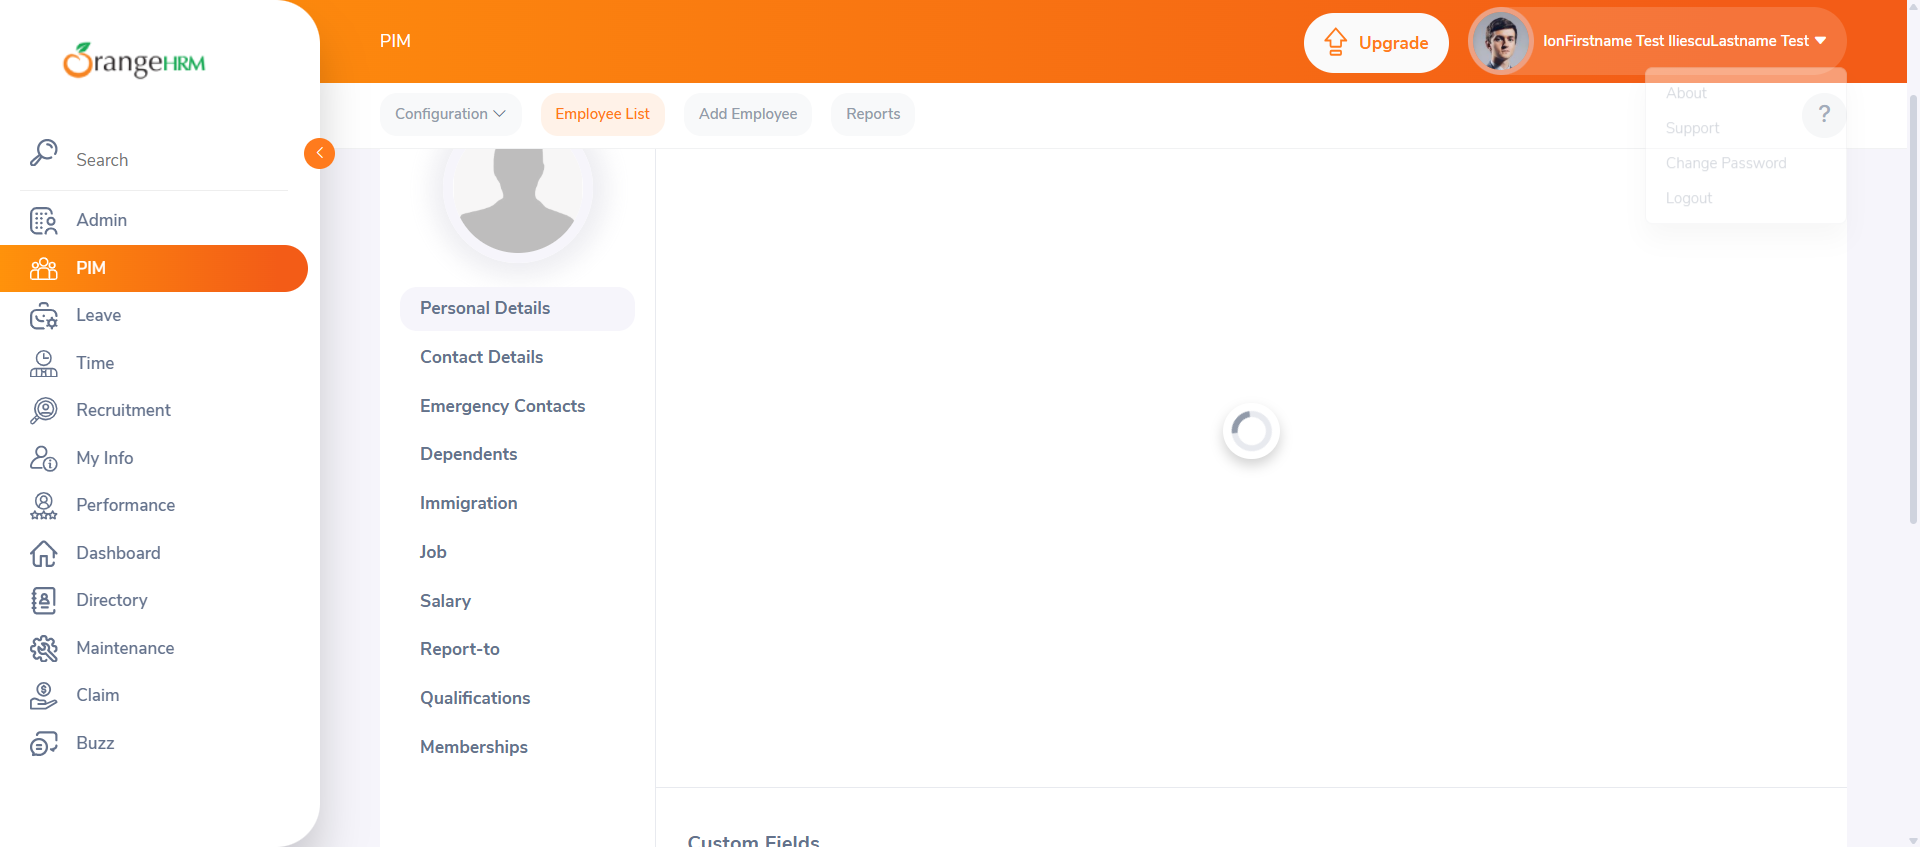 OrangeHRM
PIM
Upgrade
IonFirstname Test IliescuLastname Test
Configuration
Employee List
Add Employee
Reports
About
Support
Change Password
Logout
?
Search
Admin
PIM
Leave
Time
Recruitment
My Info
Performance
Dashboard
Directory
Maintenance
Claim
Buzz
Personal Details
Contact Details
Emergency Contacts
Dependents
Immigration
Job
Salary
Report-to
Qualifications
Memberships
Custom Fields